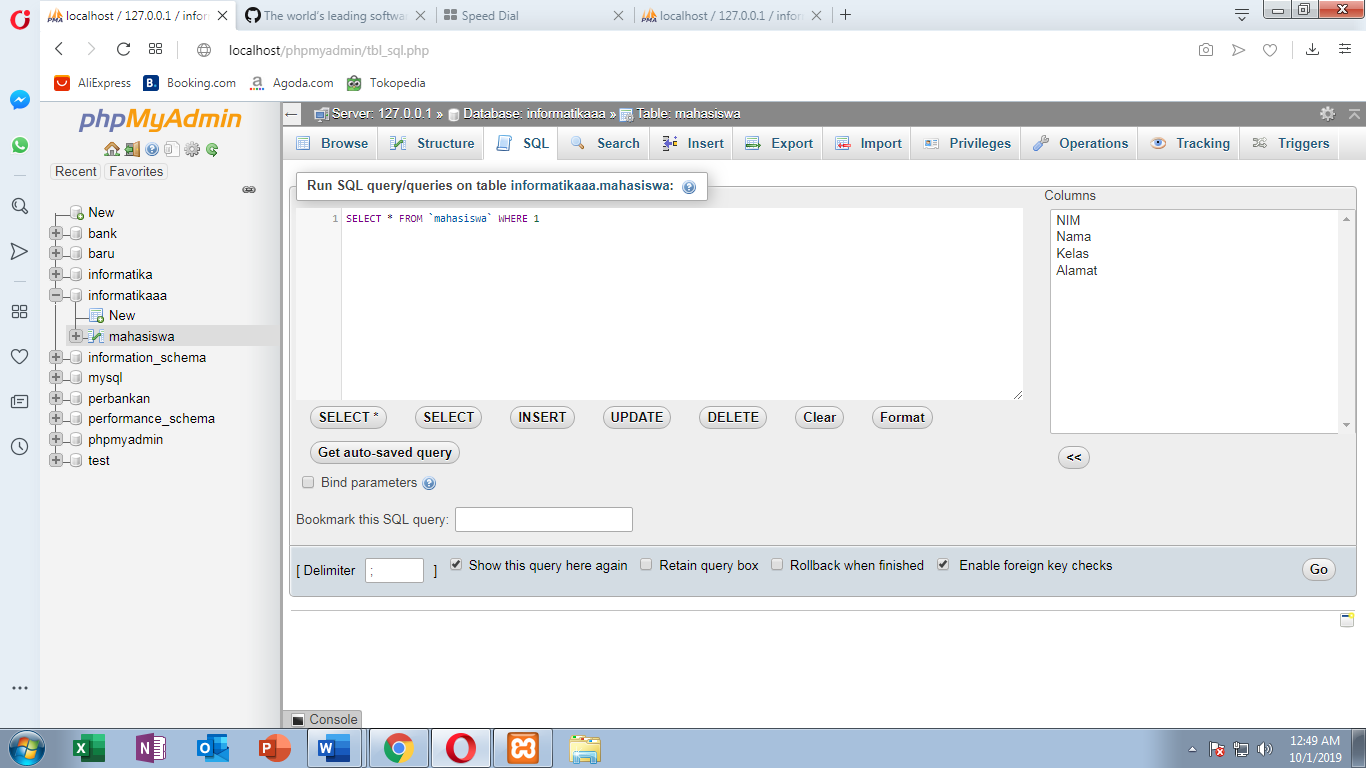 localhost / 127.0.0.1 / infor
The world's leading softwa
Speed Dial
localhost / 127.0.0.1 / infor
localhost/phpmyadmin/tbl_sql.php
AliExpress
B. Booking.com
a Agoda.com
Tokopedia
phpMyAdmin
Recent
Favorites
New
bank
baru
informatika
informatikaaa
New
mahasiswa
information_schema
mysql
perbankan
performance_schema
phpmyadmin
test
Server: 127.0.0.1 » Database: informatikaaa » Table: mahasiswa
Browse
Structure
SQL
Search
Insert
Export
Import
Privileges
Operations
Tracking
Triggers
Run SQL query/queries on table informatikaaa.mahasiswa:
1 SELECT * FROM `mahasiswa` WHERE 1
Columns
NIM
Nama
Kelas
Alamat
<<
SELECT *
SELECT
INSERT
UPDATE
DELETE
Clear
Format
Get auto-saved query
Bind parameters
Bookmark this SQL query:
[ Delimiter ; ]
Show this query here again
Retain query box
Rollback when finished
Enable foreign key checks
Go
Console
12:49 AM
10/1/2019